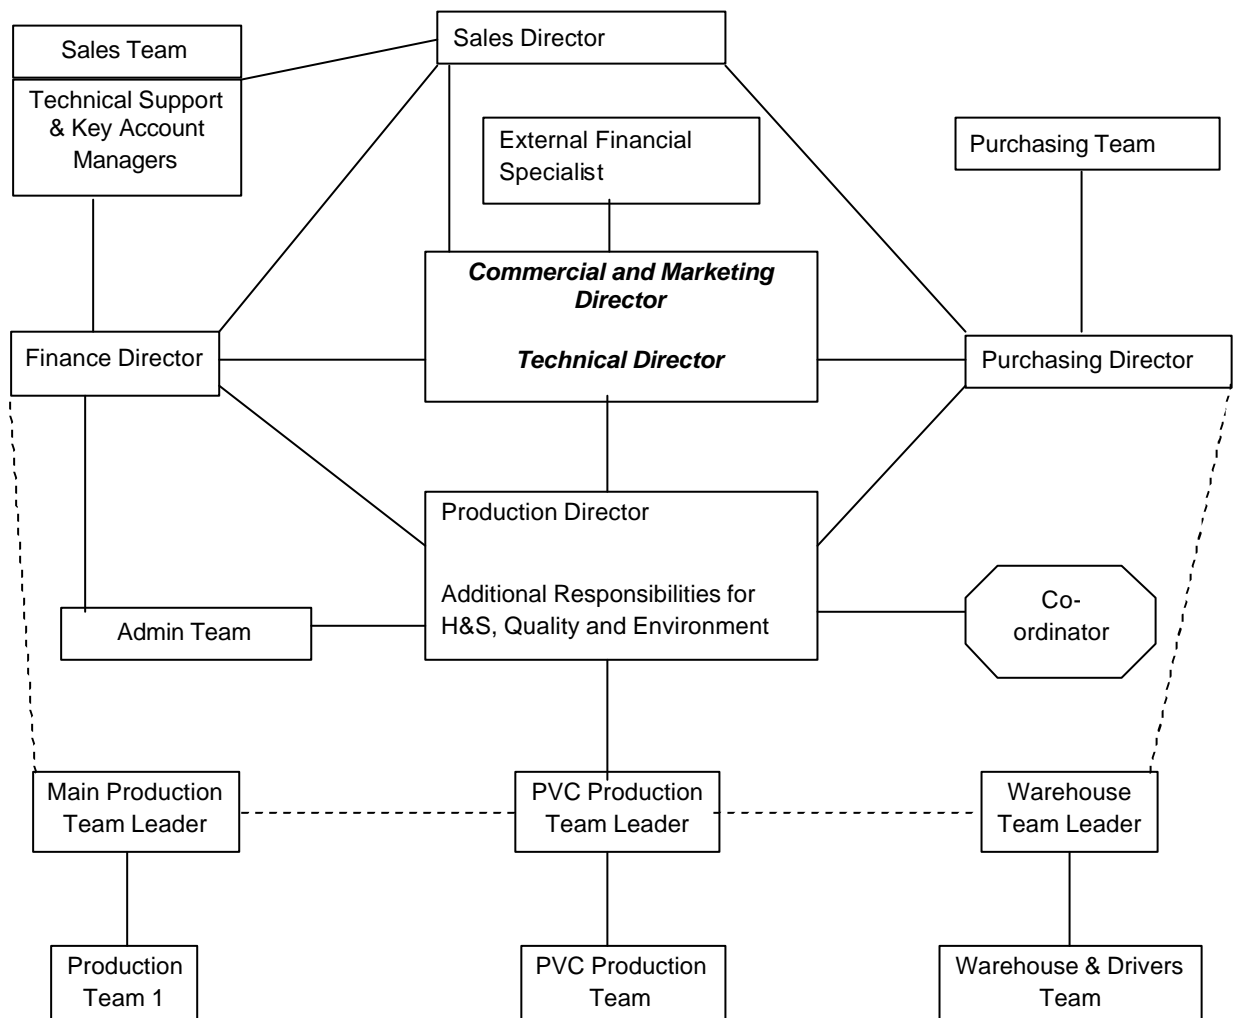 Sales Team
Sales Director
Technical Support
& Key Account
Managers
External Financial
Specialist
Purchasing Team
Commercial and Marketing
Director
Technical Director
Finance Director
Purchasing Director
Production Director
Additional Responsibilities for
H&S, Quality and Environment
Admin Team
Co-
ordinator
Main Production
Team Leader
PVC Production
Team Leader
Warehouse
Team Leader
Production
Team 1
PVC Production
Team
Warehouse & Drivers
Team